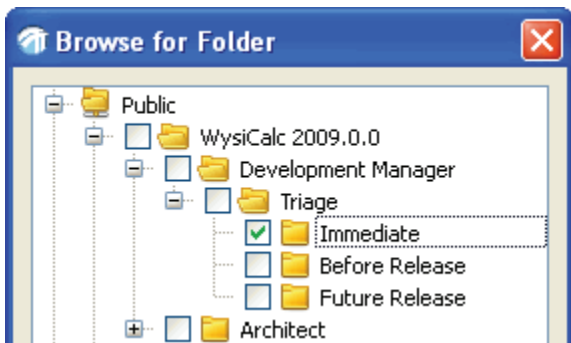 Browse for Folder
Public
WysiCalc 2009.0.0
Development Manager
Triage
Immediate
Before Release
Future Release
Architect